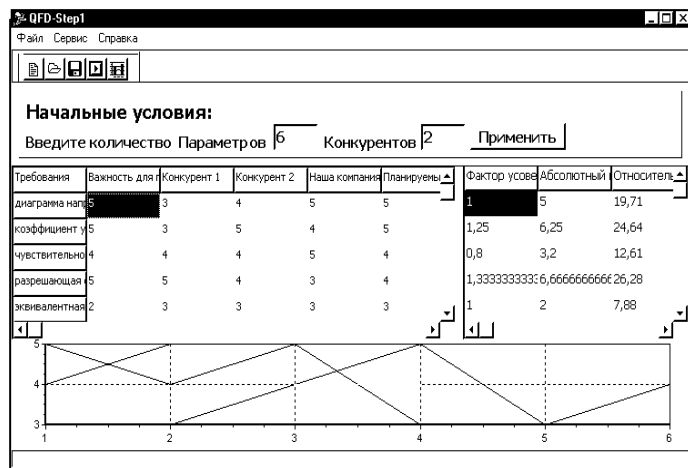 QFD-Step1
Файл Сервис Справка
Начальные условия:
Введите количество Параметров 6 Конкурентов 2 Применить
Требования Важность для п Конкурент 1 Конкурент 2 Наша компания Планируемы Фактор усове Абсолютный Относитель
диаграмма нап 5 3 4 5 5 1 5 19,71
коэффициент у 5 3 5 4 5 1,25 6,25 24,64
чувствительно 4 4 4 5 4 0,8 3,2 12,61
разрешающая 5 5 4 3 4 1,3333333333 6,6666666666 26,28
эквивалентная 2 3 3 3 3 1 2 7,88
5
4
3
1 2 3 4 5 6